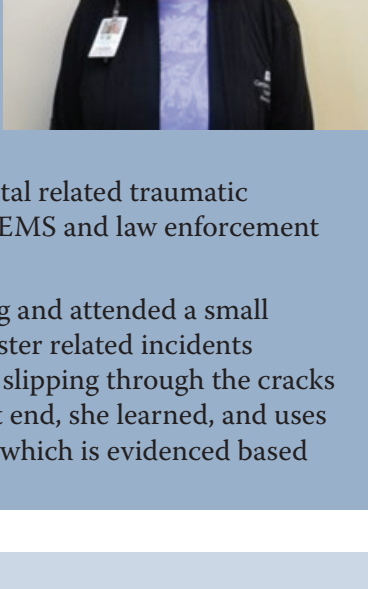 tal related traumatic
EMS and law enforcement
g and attended a small
ster related incidents
slipping through the cracks
t end, she learned, and uses
which is evidenced based